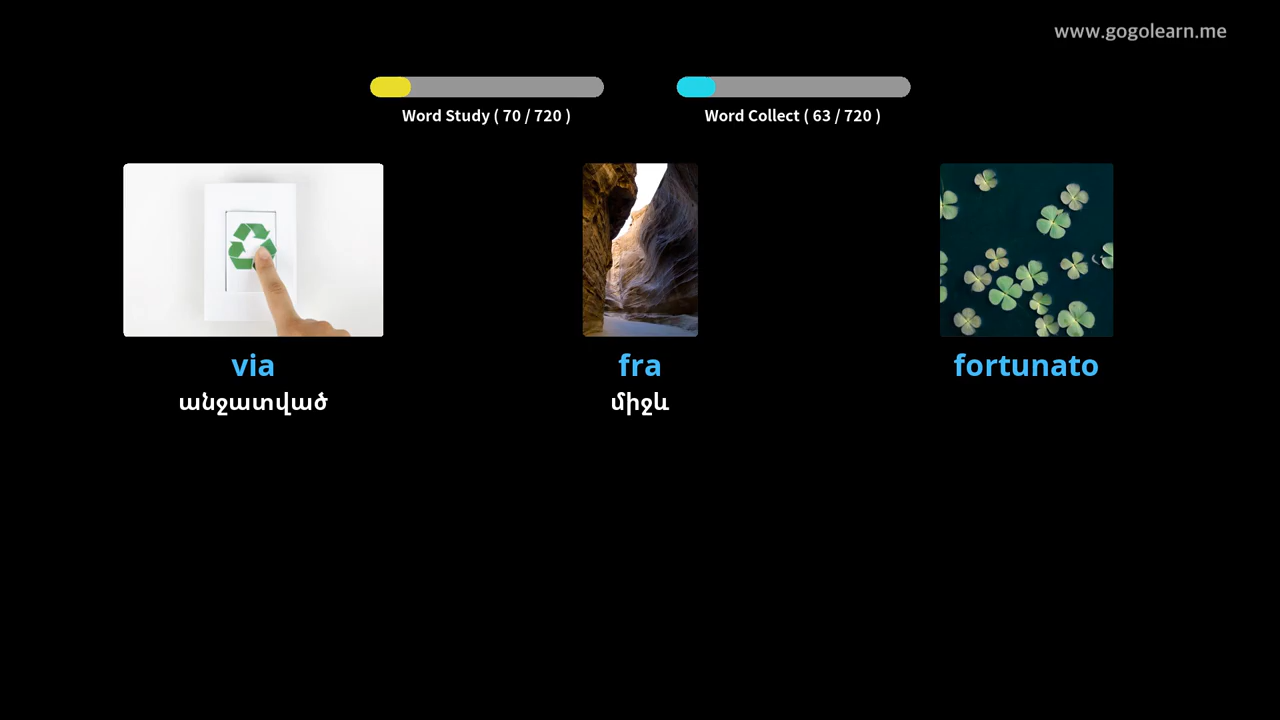 www.gogolearn.me
Word Study ( 70 / 720 )
Word Collect ( 63 / 720 )
via
անջատված
fra
միջև
fortunato